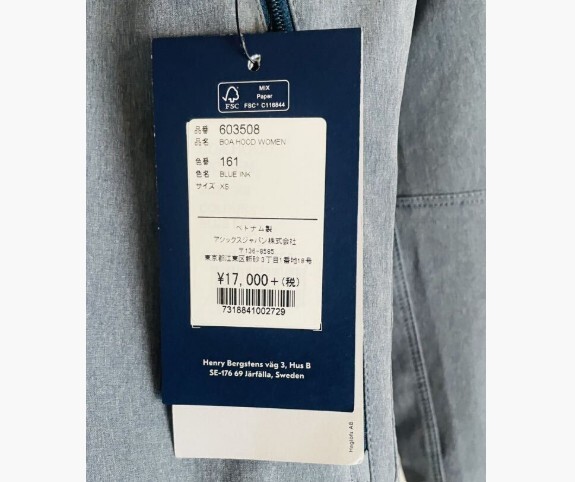 FSC
MIX
Paper
FSC® C118844
品番 603508
品名 BOA HOOD WOMEN
色番 161
色名 BLUE INK
サイズ XS
ベトナム製
アシックスジャパン株式会社
〒136-8585
東京都江東区新砂3丁目1番地18号
¥17,000+(税)
7318841002729
Henry Bergstens väg 3, Hus B
SE-176 69 Järfälla, Sweden
Haglöfs AB